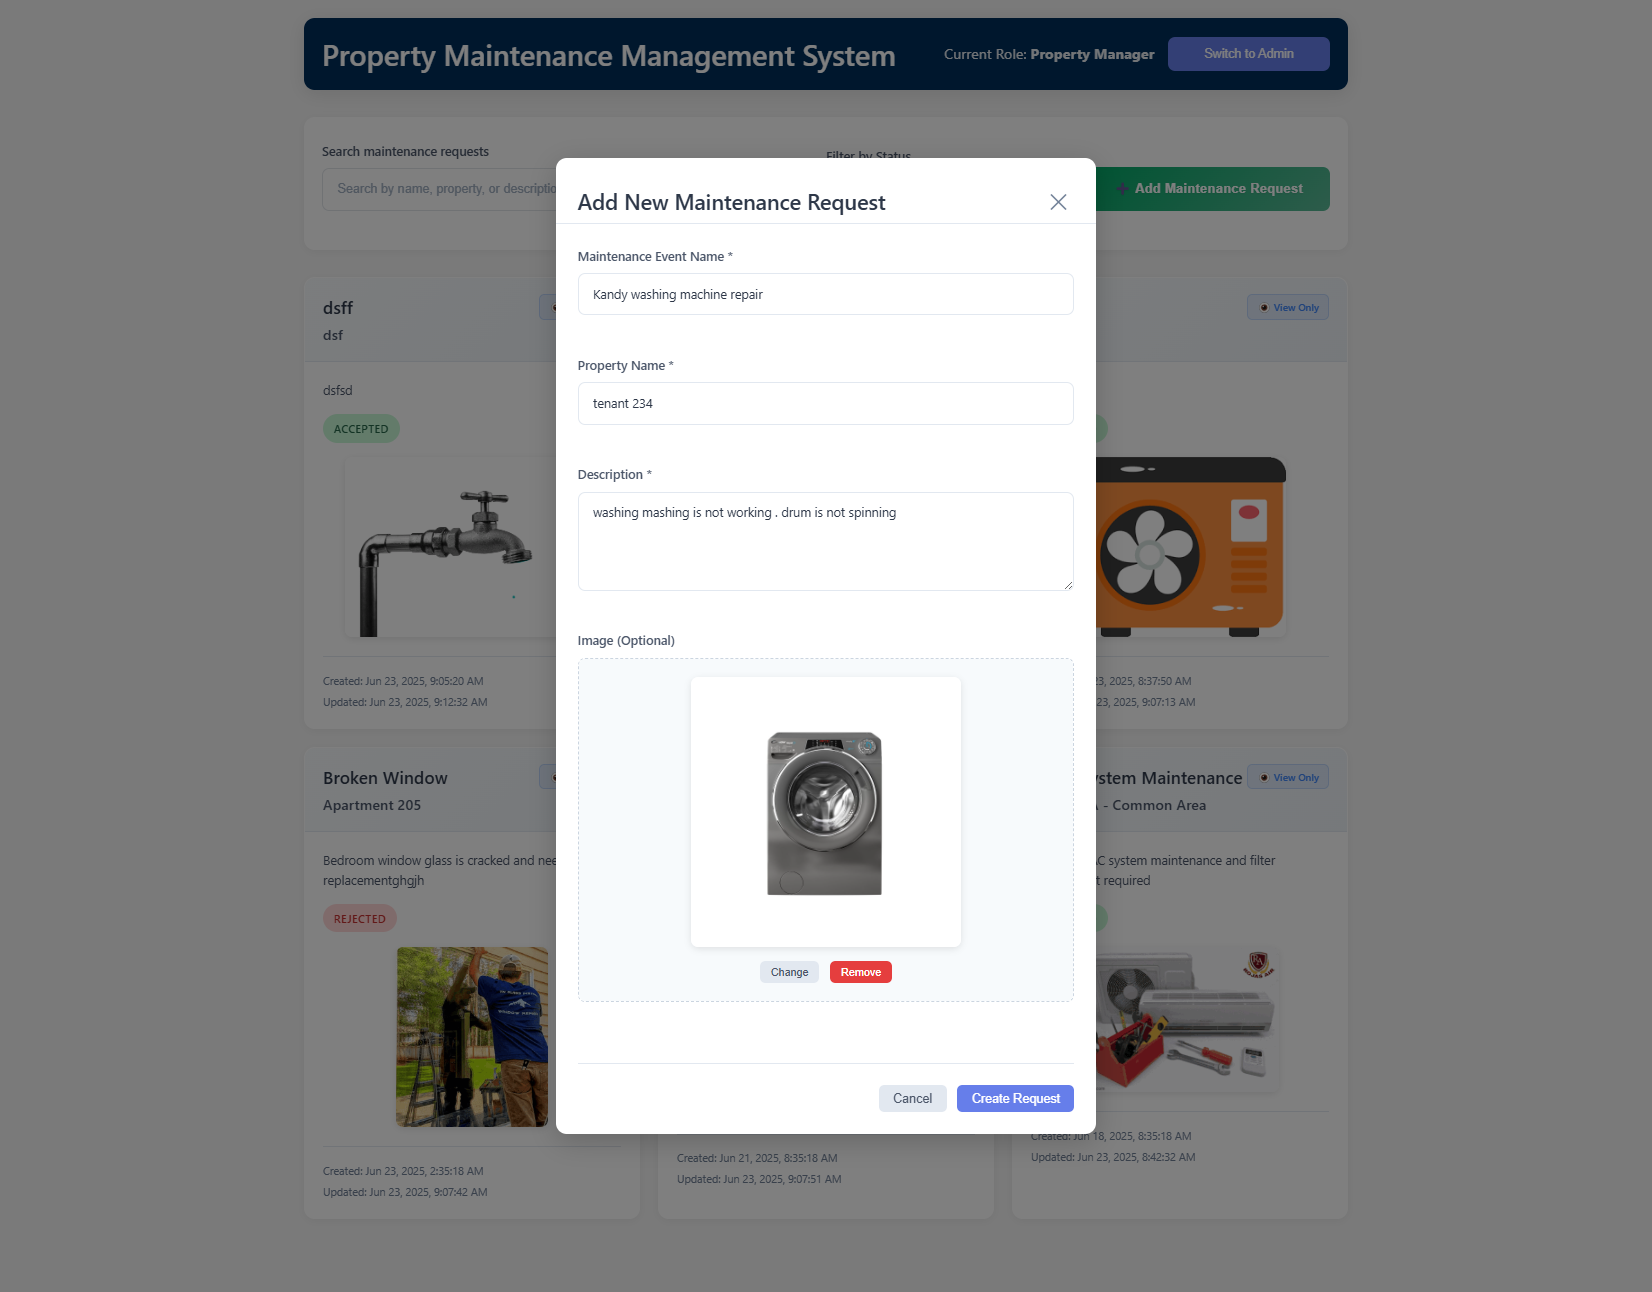 Property Maintenance Management System
Current Role: Property Manager
Switch to Admin
Search maintenance requests
Filter by Status
Search by name, property, or descriptio
Add Maintenance Request
Add New Maintenance Request
Maintenance Event Name *
Kandy washing machine repair
Property Name *
tenant 234
Description *
washing mashing is not working . drum is not spinning
Image (Optional)
Change
Remove
Cancel
Create Request
dsff
dsf
dsfsd
ACCEPTED
Created: Jun 23, 2025, 9:05:20 AM
Updated: Jun 23, 2025, 9:12:32 AM
View Only
23, 2025, 8:37:50 AM
23, 2025, 9:07:13 AM
Broken Window
Apartment 205
Bedroom window glass is cracked and nee
replacementghgjh
REJECTED
Created: Jun 23, 2025, 2:35:18 AM
Updated: Jun 23, 2025, 9:07:42 AM
Created: Jun 21, 2025, 8:35:18 AM
Updated: Jun 23, 2025, 9:07:51 AM
ystem Maintenance
View Only
A - Common Area
AC system maintenance and filter
t required
Created: Jun 18, 2025, 8:35:18 AM
Updated: Jun 23, 2025, 8:42:32 AM